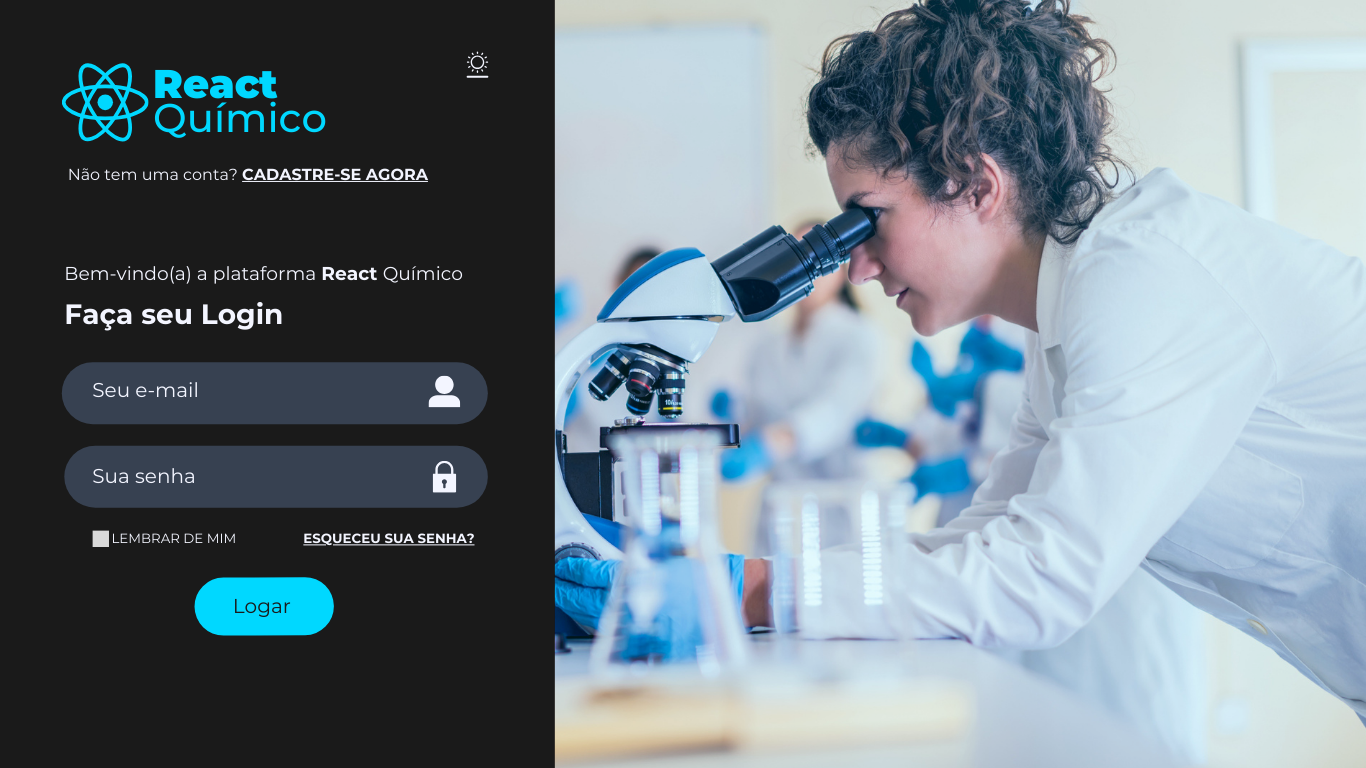 React
Químico
Não tem uma conta? CADASTRE-SE AGORA
Bem-vindo(a) a plataforma React Químico
Faça seu Login
Seu e-mail
Sua senha
LEMBRAR DE MIM
ESQUECEU SUA SENHA?
Logar